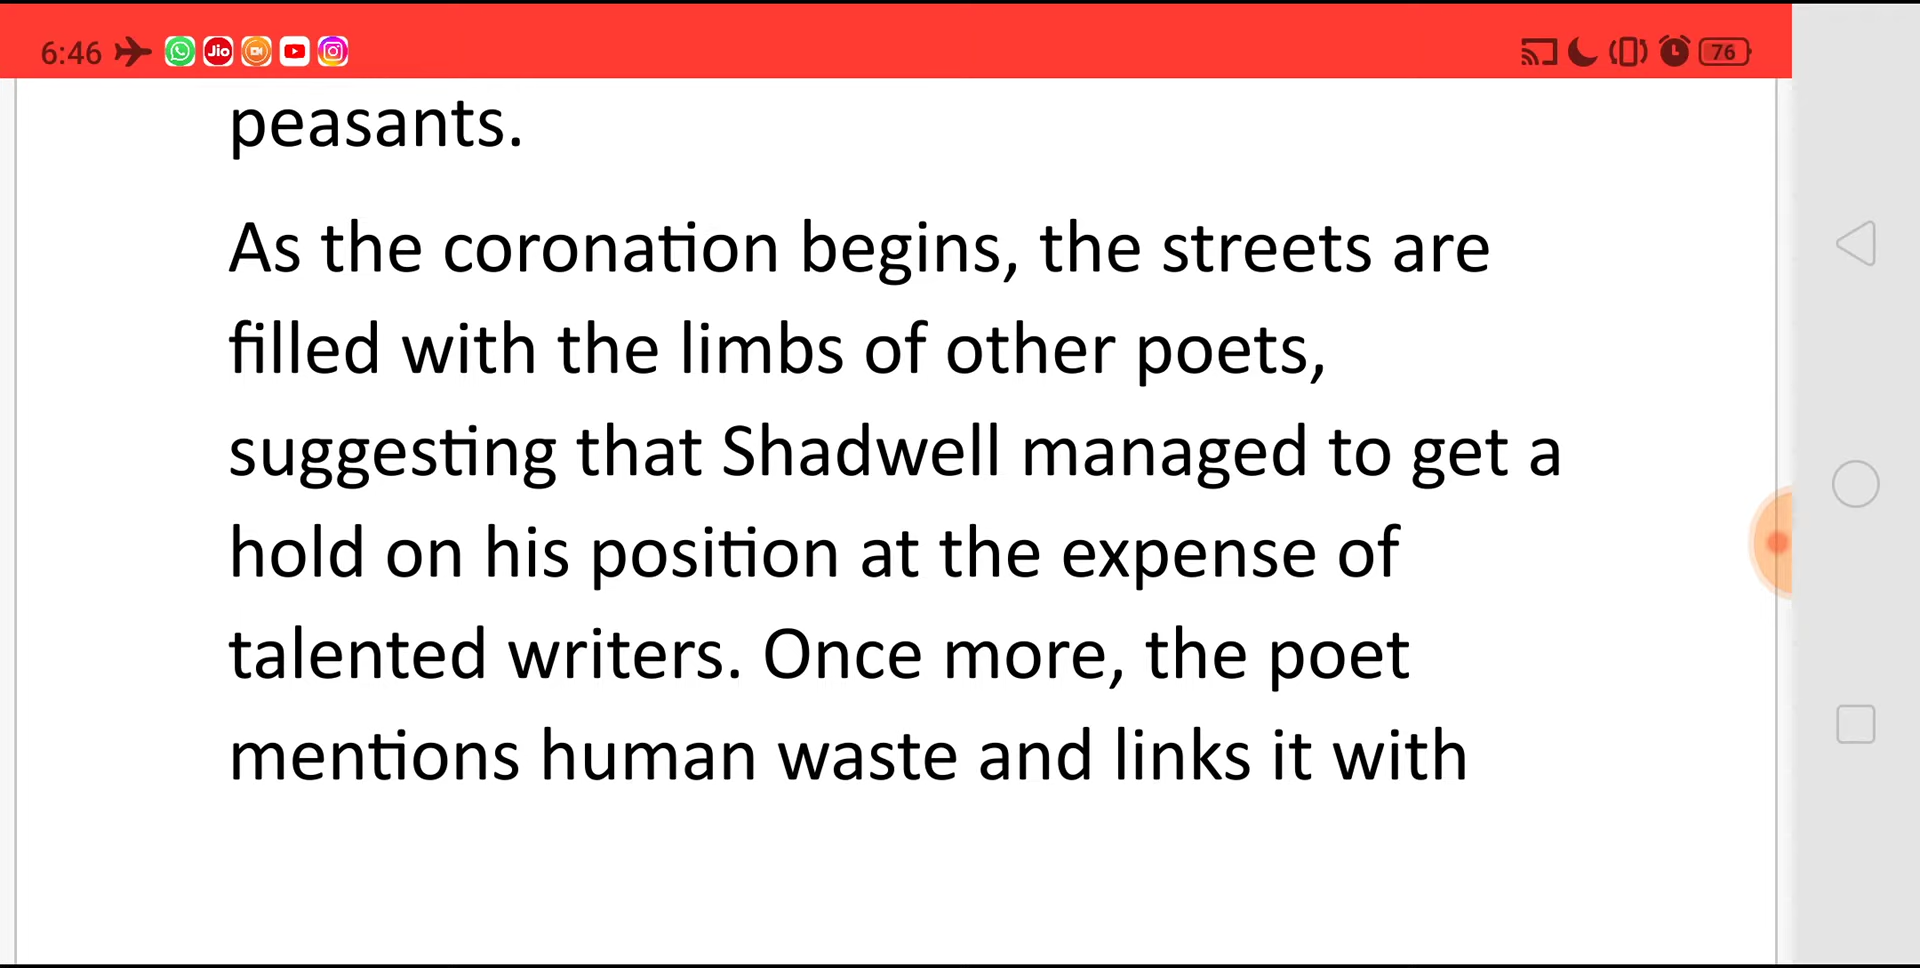 6:46
Jio
76
peasants.
As the coronation begins, the streets are
filled with the limbs of other poets,
suggesting that Shadwell managed to get a
hold on his position at the expense of
talented writers. Once more, the poet
mentions human waste and links it with